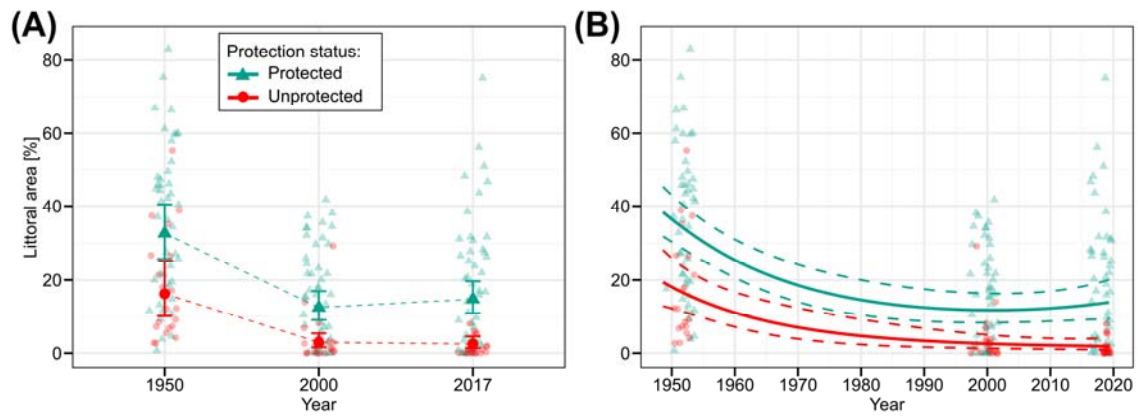 (A)
(B)
Protection status:
Protected
Unprotected
Littoral area [%]
80
60
40
20
0
1950
2000
2017
Year
80
60
40
20
0
1950 1960 1970 1980 1990 2000 2010 2020
Year